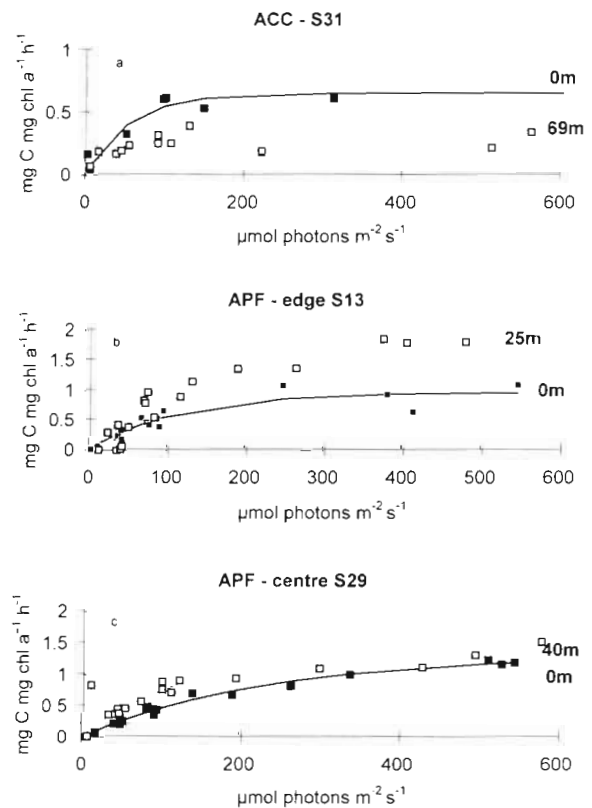 ACC - S31
a
mg C mg chl a⁻¹ h⁻¹
1
0.5
0
0m
69m
0 200 400 600
µmol photons m⁻² s⁻¹
APF - edge S13
b
mg C mg chl a⁻¹ h⁻¹
2
1.5
1
0.5
0
25m
0m
0 100 200 300 400 500 600
µmol photons m⁻² s⁻¹
APF - centre S29
c
mg C mg chl a⁻¹ h⁻¹
2
1.5
1
0.5
0
40m
0m
0 200 400 600
µmol photons m⁻² s⁻¹